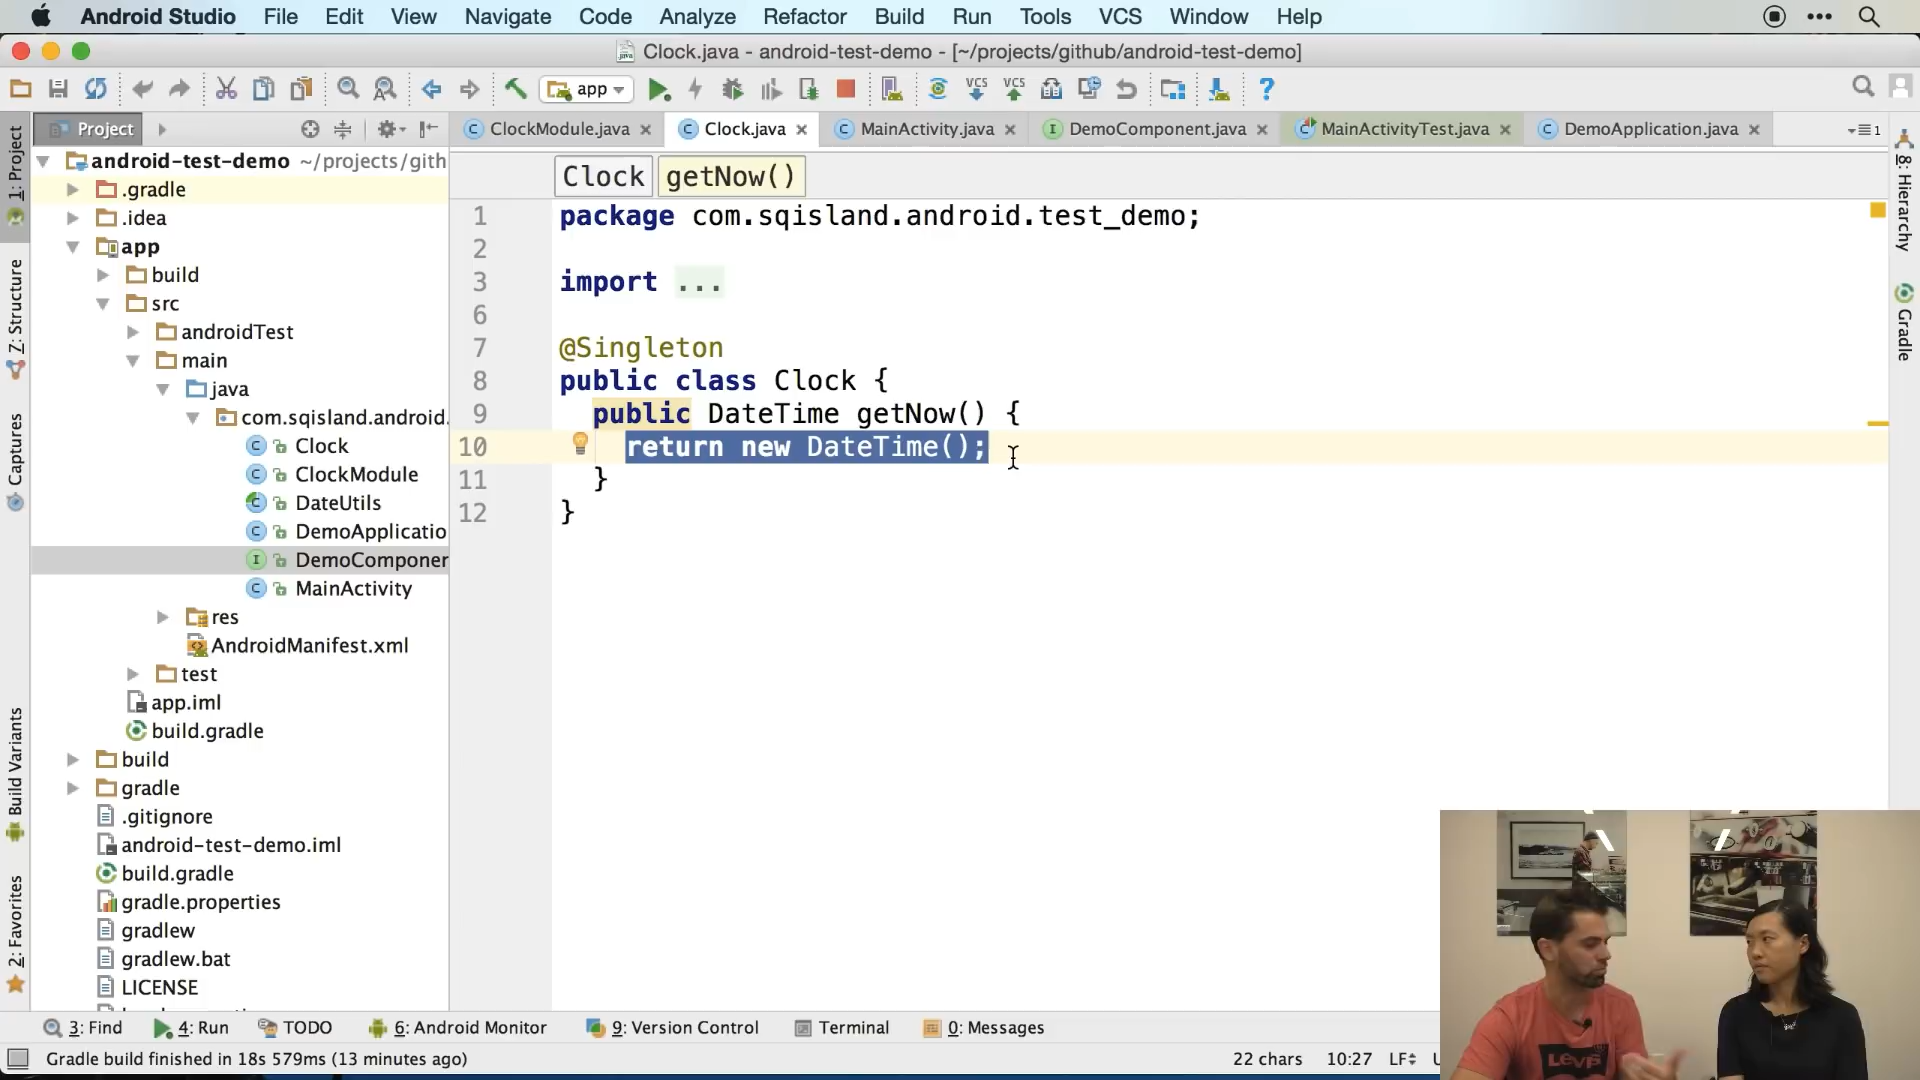 Android Studio File Edit View Navigate Code Analyze Refactor Build Run Tools VCS Window Help
Clock.java - android-test-demo - [~/projects/github/android-test-demo]
app VCS VCS ?
1: Project
Project
ClockModule.java Clock.java MainActivity.java DemoComponent.java MainActivityTest.java DemoApplication.java 1
android-test-demo ~/projects/gith
.gradle
.idea
app
build
src
androidTest
main
java
com.sqisland.android.
Clock
ClockModule
DateUtils
DemoApplicatio
DemoComponer
MainActivity
res
AndroidManifest.xml
test
app.iml
build.gradle
build
gradle
.gitignore
android-test-demo.iml
build.gradle
gradle.properties
gradlew
gradlew.bat
LICENSE
7: Structure
Captures
Build Variants
2: Favorites
Clock getNow()
1 package com.sqisland.android.test_demo;
2
3 import ...
6
7 @Singleton
8 public class Clock {
9 public DateTime getNow() {
10 return new DateTime();
11 }
12 }
8: Hierarchy
Gradle
3: Find 4: Run TODO 6: Android Monitor 9: Version Control Terminal 0: Messages
Gradle build finished in 18s 579ms (13 minutes ago) 22 chars 10:27 LF
LEVI'S